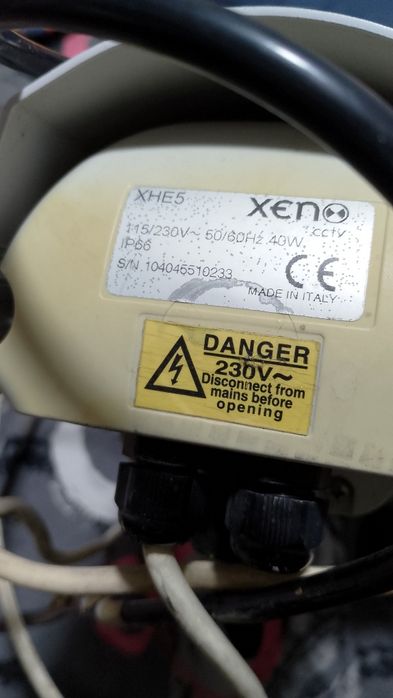 XHE5
xeno
cctv
115/230V~ 50/60Hz 40W
IP66
S/N 104045510233
CE
MADE IN ITALY
DANGER
230V~
Disconnect from
mains before
opening